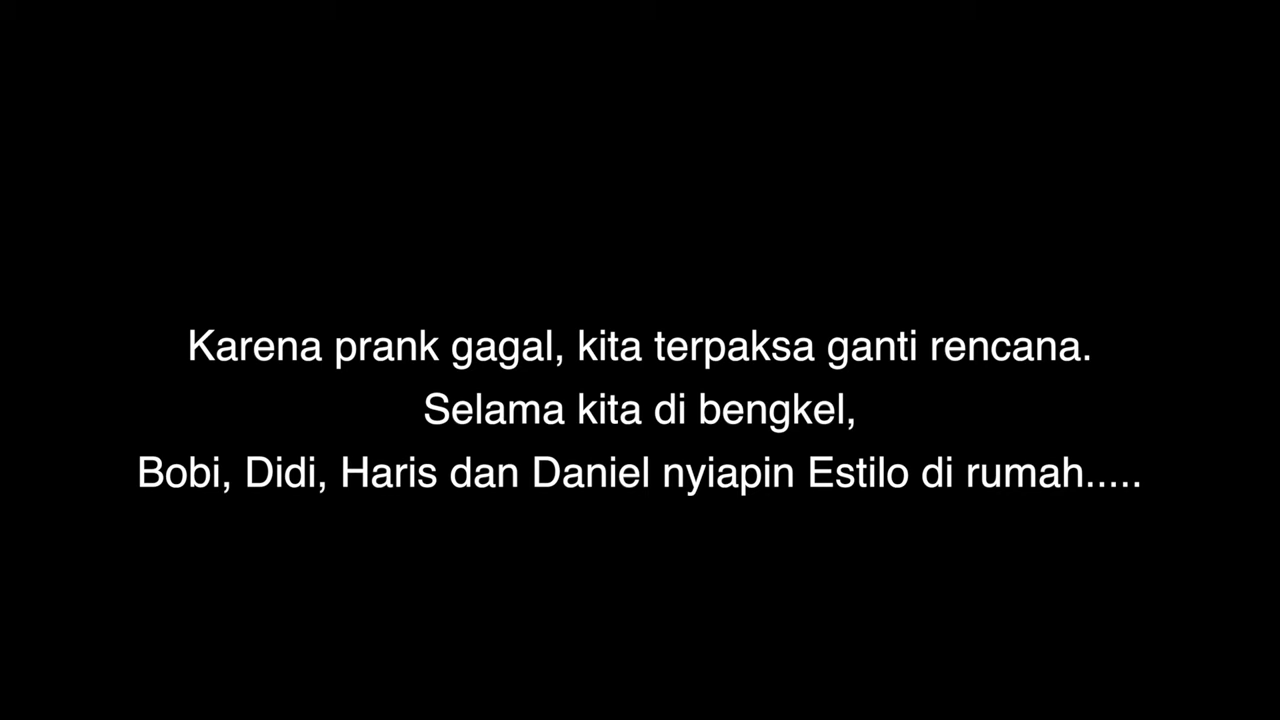 Karena prank gagal, kita terpaksa ganti rencana.
Selama kita di bengkel,
Bobi, Didi, Haris dan Daniel nyiapin Estilo di rumah.....